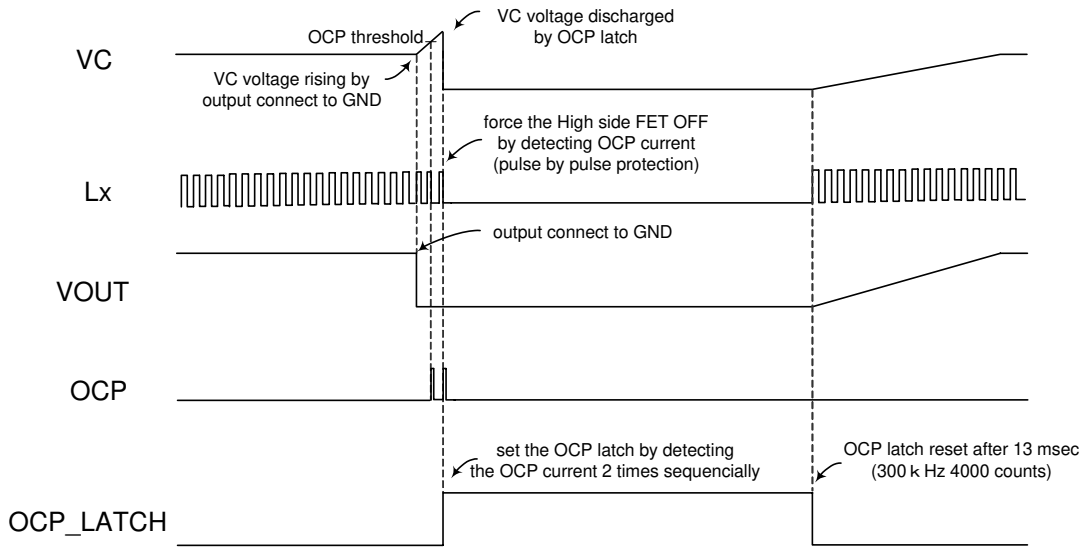 VC voltage discharged
by OCP latch
OCP threshold
VC
VC voltage rising by
output connect to GND
force the High side FET OFF
by detecting OCP current
(pulse by pulse protection)
Lx
output connect to GND
VOUT
OCP
set the OCP latch by detecting
the OCP current 2 times sequencially
OCP latch reset after 13 msec
(300 k Hz 4000 counts)
OCP_LATCH